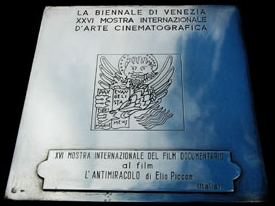 LA BIENNALE DI VENEZIA
XXVI MOSTRA INTERNAZIONALE
D'ARTE CINEMATOGRAFICA
XVI MOSTRA INTERNAZIONALE DEL FILM DOCUMENTARIO
al film
L'ANTIMIRACOLO di Elio Piccon
(Italia)